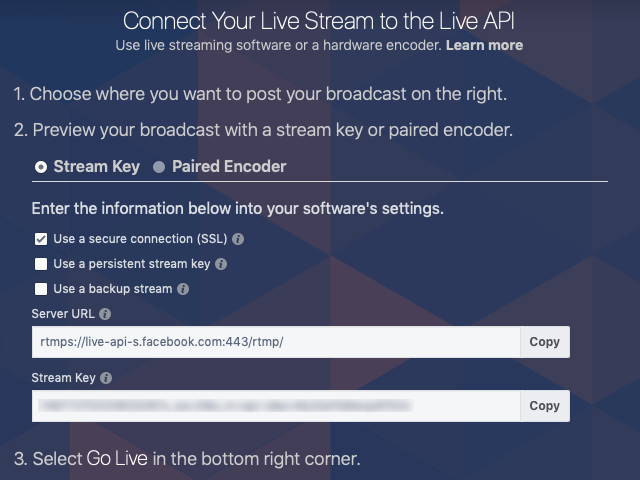 Connect Your Live Stream to the Live API
Use live streaming software or a hardware encoder. Learn more
1. Choose where you want to post your broadcast on the right.
2. Preview your broadcast with a stream key or paired encoder.
Stream Key Paired Encoder
Enter the information below into your software's settings.
Use a secure connection (SSL)
Use a persistent stream key
Use a backup stream
Server URL
rtmps://live-api-s.facebook.com:443/rtmp/ Copy
Stream Key
Copy
3. Select Go Live in the bottom right corner.